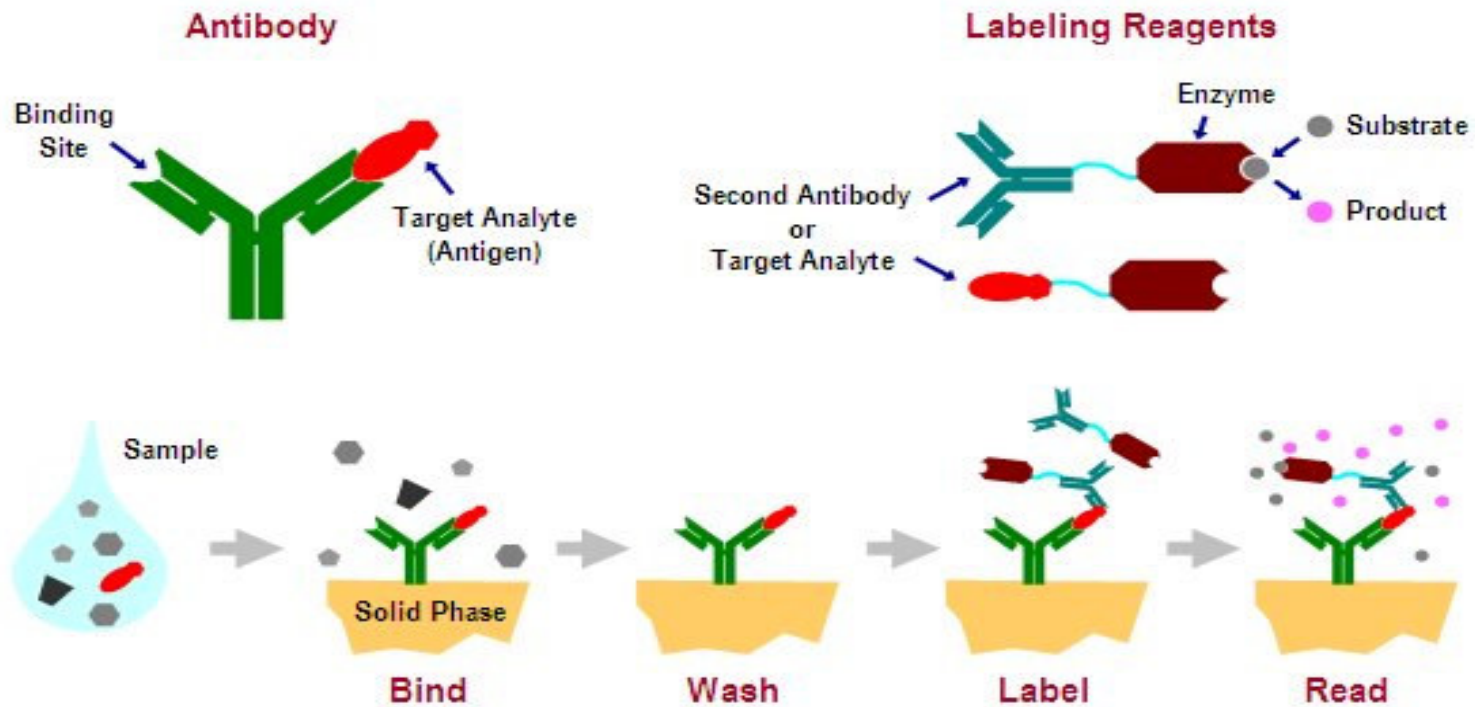 Antibody
Binding
Site
Target Analyte
(Antigen)
Labeling Reagents
Enzyme
Substrate
Product
Second Antibody
or
Target Analyte
Sample
Solid Phase
Bind
Wash
Label
Read